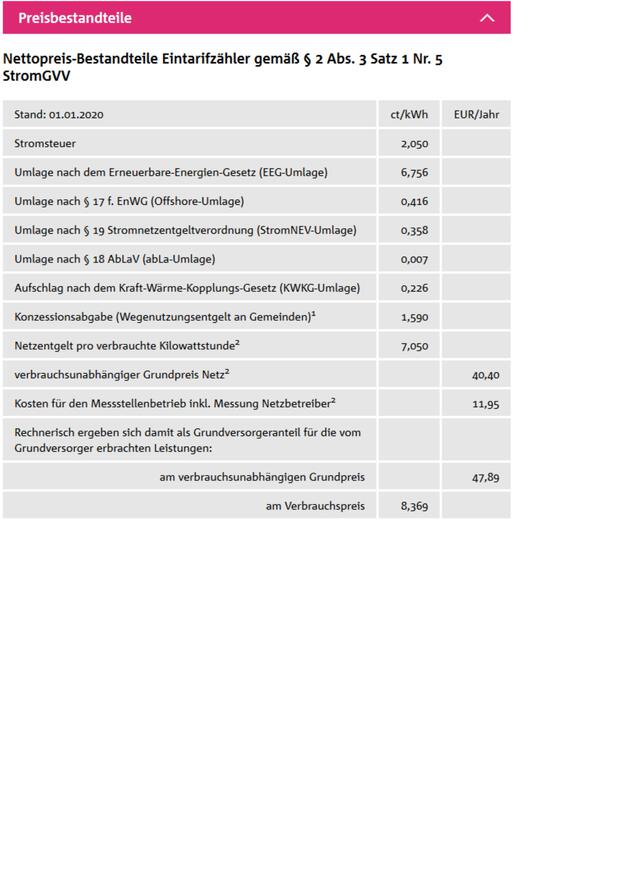 Preisbestandteile
Nettopreis-Bestandteile Eintarifzähler gemäß § 2 Abs. 3 Satz 1 Nr. 5
StromGVV
Stand: 01.01.2020 ct/kWh EUR/Jahr
Stromsteuer 2,050
Umlage nach dem Erneuerbare-Energien-Gesetz (EEG-Umlage) 6,756
Umlage nach § 17 f. EnWG (Offshore-Umlage) 0,416
Umlage nach § 19 Stromnetzentgeltverordnung (StromNEV-Umlage) 0,358
Umlage nach § 18 AbLaV (abLa-Umlage) 0,007
Aufschlag nach dem Kraft-Wärme-Kopplungs-Gesetz (KWKG-Umlage) 0,226
Konzessionsabgabe (Wegenutzungsentgelt an Gemeinden)¹ 1,590
Netzentgelt pro verbrauchte Kilowattstunde² 7,050
verbrauchsunabhängiger Grundpreis Netz² 40,40
Kosten für den Messstellenbetrieb inkl. Messung Netzbetreiber² 11,95
Rechnerisch ergeben sich damit als Grundversorgeranteil für die vom
Grundversorger erbrachten Leistungen:
am verbrauchsunabhängigen Grundpreis 47,89
am Verbrauchspreis 8,369